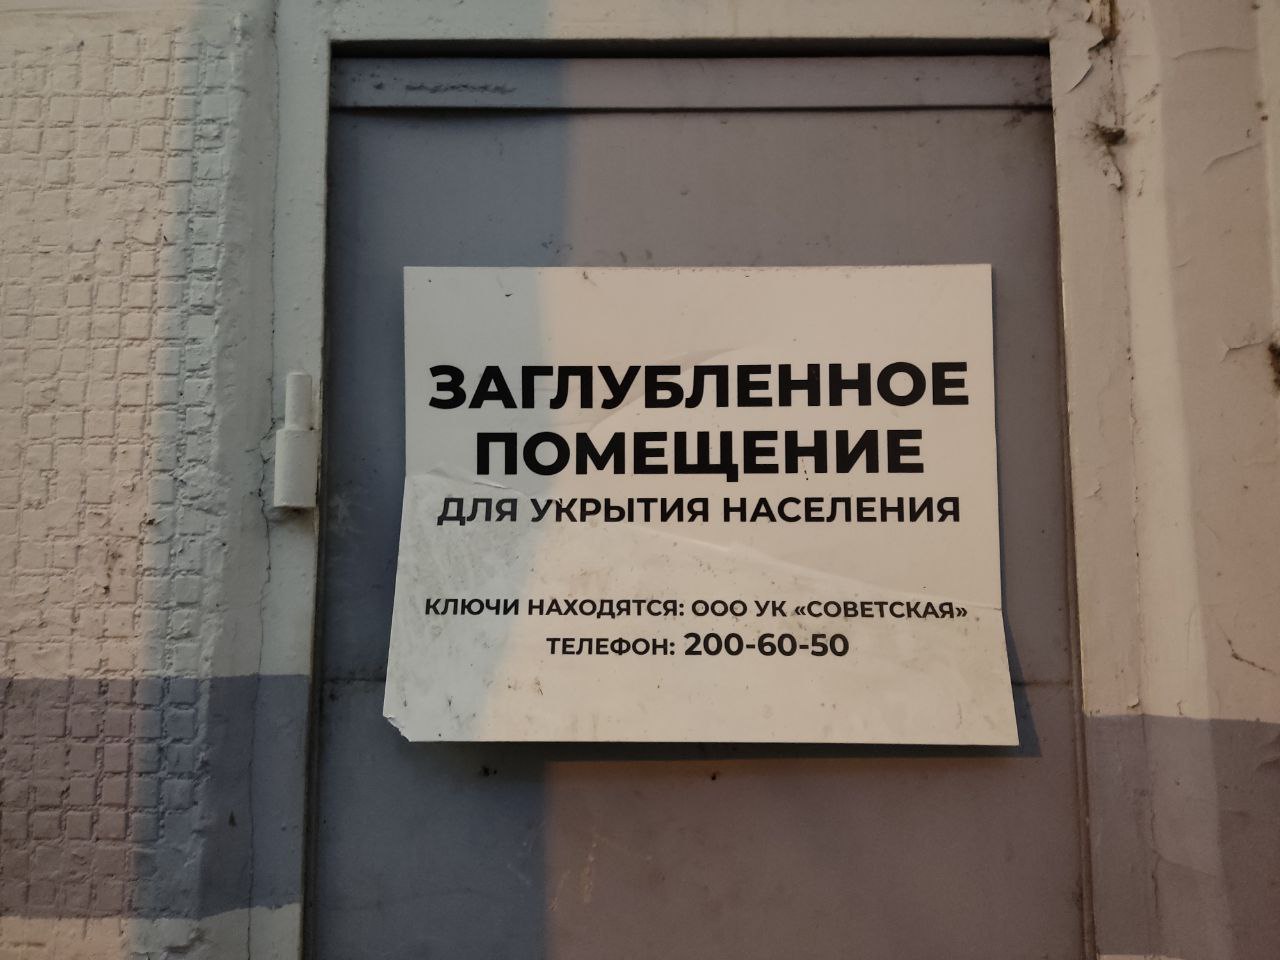 ЗАГЛУБЛЕННОЕ
ПОМЕЩЕНИЕ
ДЛЯ УКРЫТИЯ НАСЕЛЕНИЯ
КЛЮЧИ НАХОДЯТСЯ: ООО УК «СОВЕТСКАЯ»
ТЕЛЕФОН: 200-60-50